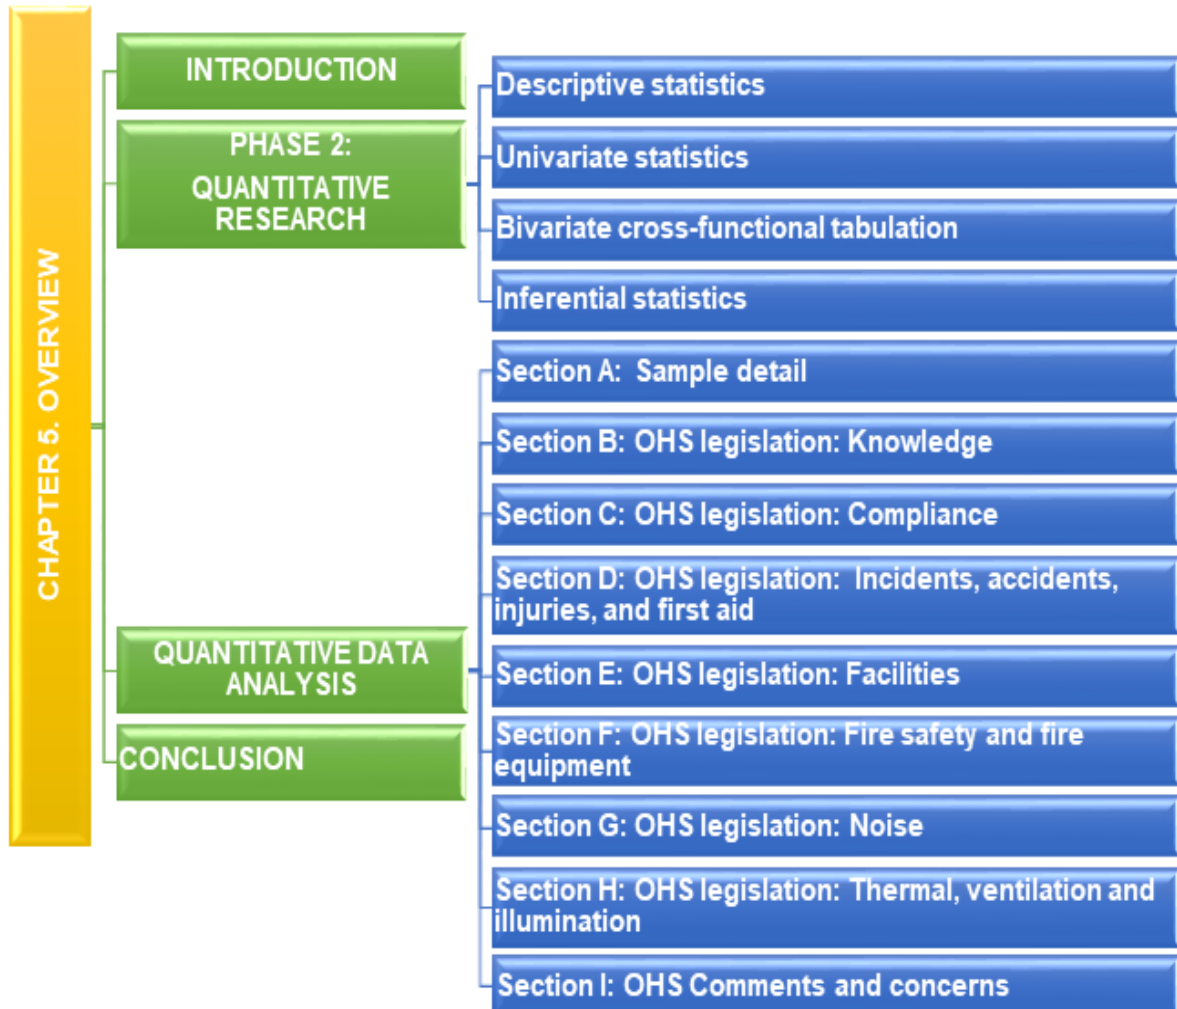 CHAPTER 5. OVERVIEW
INTRODUCTION
PHASE 2:
QUANTITATIVE
RESEARCH
Descriptive statistics
Univariate statistics
Bivariate cross-functional tabulation
Inferential statistics
QUANTITATIVE DATA
ANALYSIS
Section A:  Sample detail
Section B: OHS legislation: Knowledge
Section C: OHS legislation: Compliance
Section D: OHS legislation:  Incidents, accidents,
injuries, and first aid
Section E: OHS legislation: Facilities
Section F: OHS legislation: Fire safety and fire
equipment
Section G: OHS legislation: Noise
Section H: OHS legislation: Thermal, ventilation and
illumination
Section I: OHS Comments and concerns
CONCLUSION